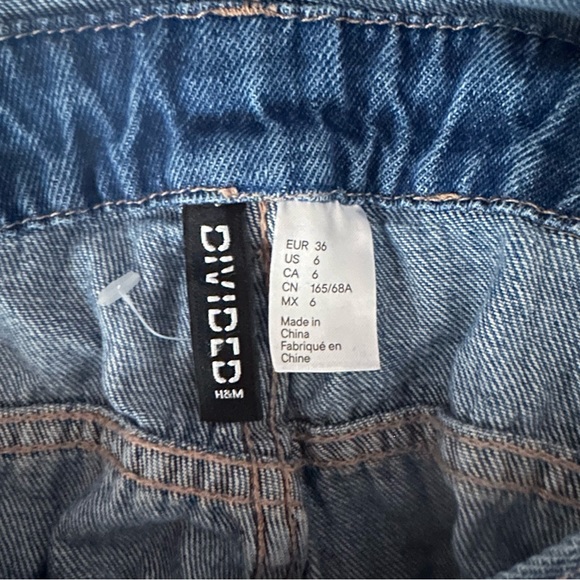 DIVIDED
H&M
EUR 36
US 6
CA 6
CN 165/68A
MX 6
Made in
China
Fabriqué en
Chine